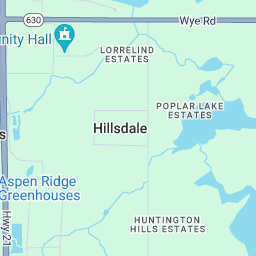 630
Wye Rd
nity Hall
LORRELIND
ESTATES
POPLAR LAKE
ESTATES
Hillsdale
s
Aspen Ridge
Greenhouses
Hwy 21
HUNTINGTON
HILLS ESTATES